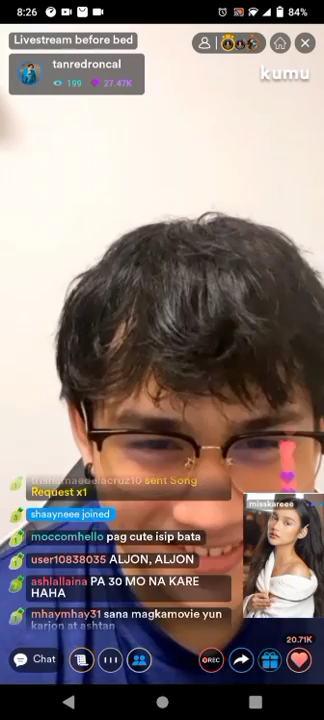 8:26
84%
Livestream before bed
tanredroncal
199 27.47K
kumu
sent Song
Request x1
shaayneee joined
moccomhello pag cute isip bata
user10838035 ALJON, ALJON
ashlallaina PA 30 MO NA KARE
HAHA
mhaymhay31 sana magkamovie yun
karjon at ashtan
misskareee
20.71K
Chat
REC